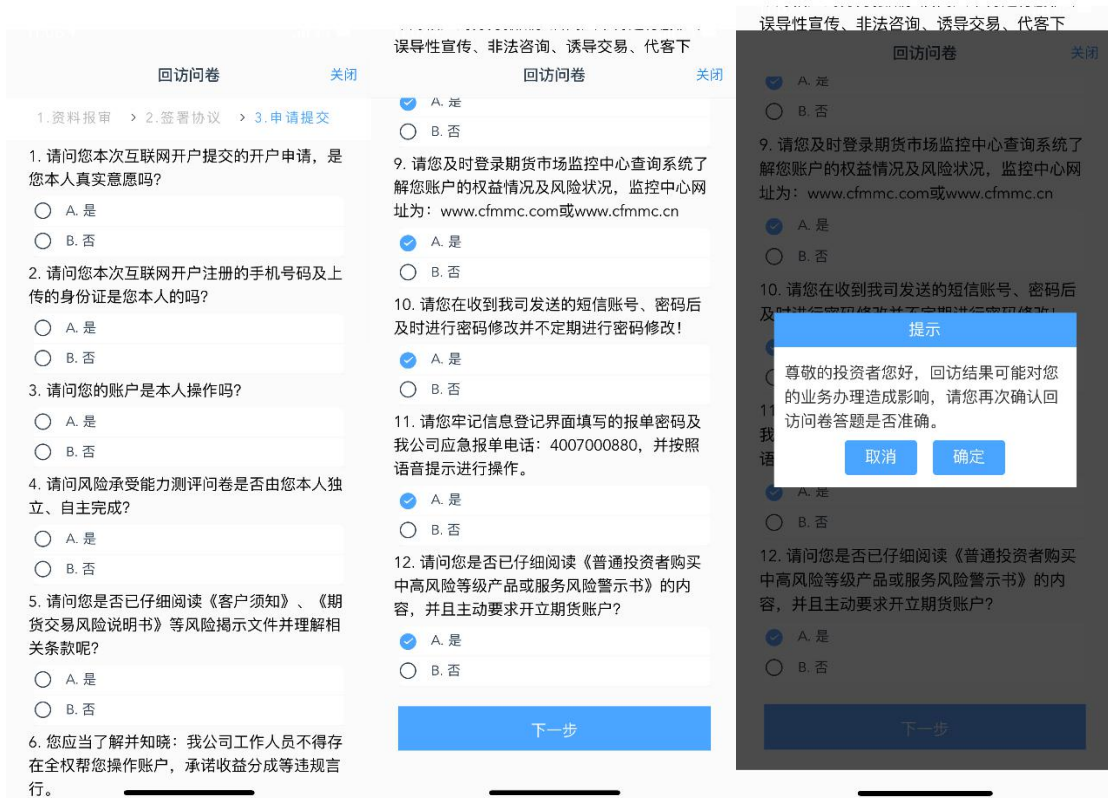 回访问卷
关闭
1.资料报审 > 2.签署协议 > 3.申请提交
1. 请问您本次互联网开户提交的开户申请，是
您本人真实意愿吗?
A. 是
B. 否
2. 请问您本次互联网开户注册的手机号码及上
传的身份证是您本人的吗?
A. 是
B. 否
3. 请问您的账户是本人操作吗?
A. 是
B. 否
4. 请问风险承受能力测评问卷是否由您本人独
立、自主完成?
A. 是
B. 否
5. 请问您是否已仔细阅读《客户须知》、《期
货交易风险说明书》等风险揭示文件并理解相
关条款呢?
A. 是
B. 否
6. 您应当了解并知晓：我公司工作人员不得存
在全权帮您操作账户，承诺收益分成等违规言
行。
误导性宣传、非法咨询、诱导交易、代客下
回访问卷
关闭
A. 是
B. 否
9. 请您及时登录期货市场监控中心查询系统了
解您账户的权益情况及风险状况，监控中心网
址为：www.cfmmc.com或www.cfmmc.cn
A. 是
B. 否
10. 请您在收到我司发送的短信账号、密码后
及时进行密码修改并不定期进行密码修改!
A. 是
B. 否
11. 请您牢记信息登记界面填写的报单密码及
我公司应急报单电话：4007000880，并按照
语音提示进行操作。
A. 是
B. 否
12. 请问您是否已仔细阅读《普通投资者购买
中高风险等级产品或服务风险警示书》的内
容，并且主动要求开立期货账户?
A. 是
B. 否
下一步
误导性宣传、非法咨询、诱导交易、代客下
回访问卷
关闭
A. 是
B. 否
9. 请您及时登录期货市场监控中心查询系统了
解您账户的权益情况及风险状况，监控中心网
址为：www.cfmmc.com或www.cfmmc.cn
A. 是
B. 否
10. 请您在收到我司发送的短信账号、密码后
及时进行密码修改并不定期进行密码修改!
提示
尊敬的投资者您好，回访结果可能对您
的业务办理造成影响，请您再次确认回
访问卷答题是否准确。
取消
确定
11
我
语
A. 是
B. 否
12. 请问您是否已仔细阅读《普通投资者购买
中高风险等级产品或服务风险警示书》的内
容，并且主动要求开立期货账户?
A. 是
B. 否
下一步